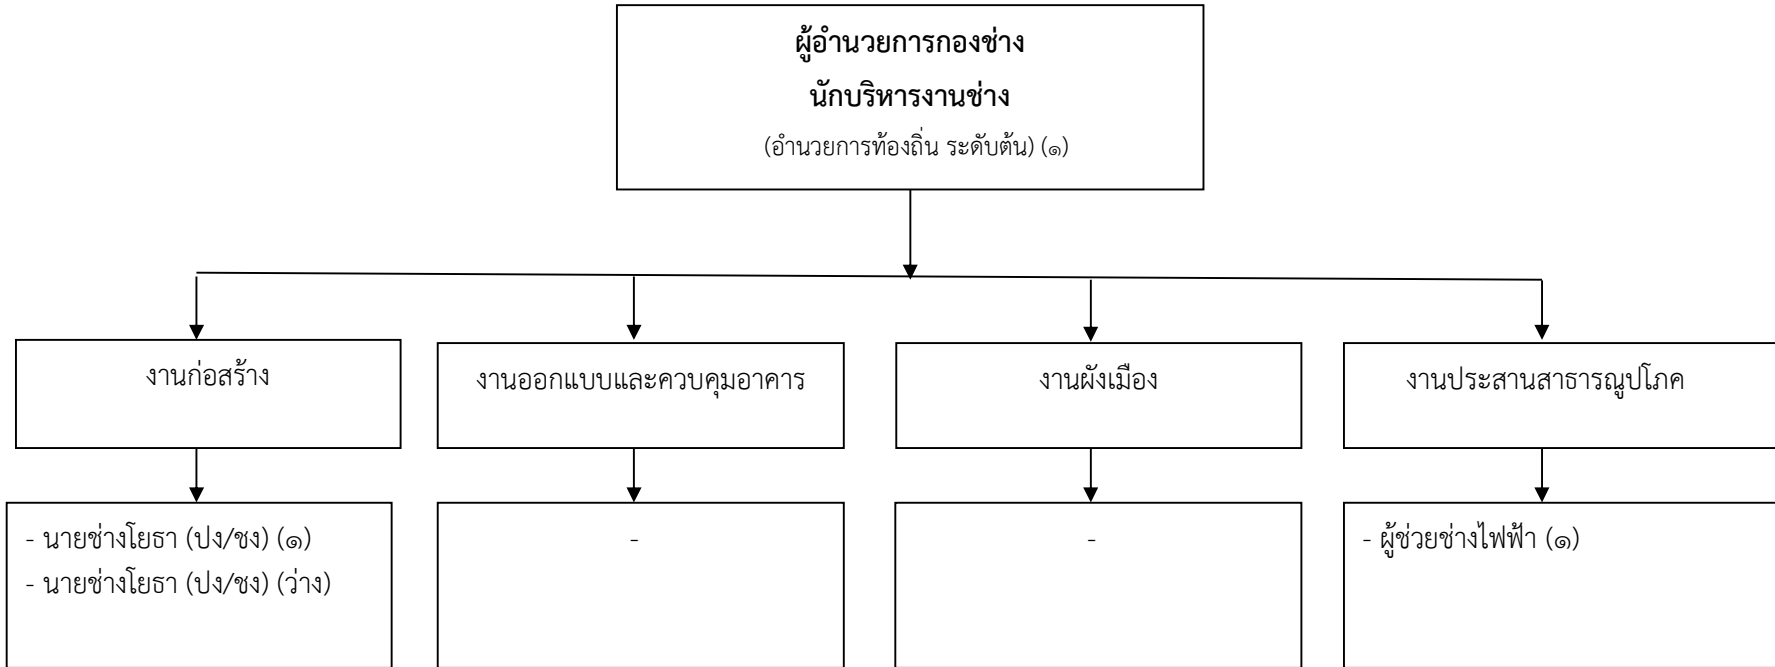 ผู้อำนวยการกองช่าง
นักบริหารงานช่าง
(อำนวยการท้องถิ่น ระดับต้น) (๑)
งานก่อสร้าง
งานออกแบบและควบคุมอาคาร
งานผังเมือง
งานประสานสาธารณูปโภค
- นายช่างโยธา (ปง/ชง) (๑)
- นายช่างโยธา (ปง/ชง) (ว่าง)
-
-
- ผู้ช่วยช่างไฟฟ้า (๑)